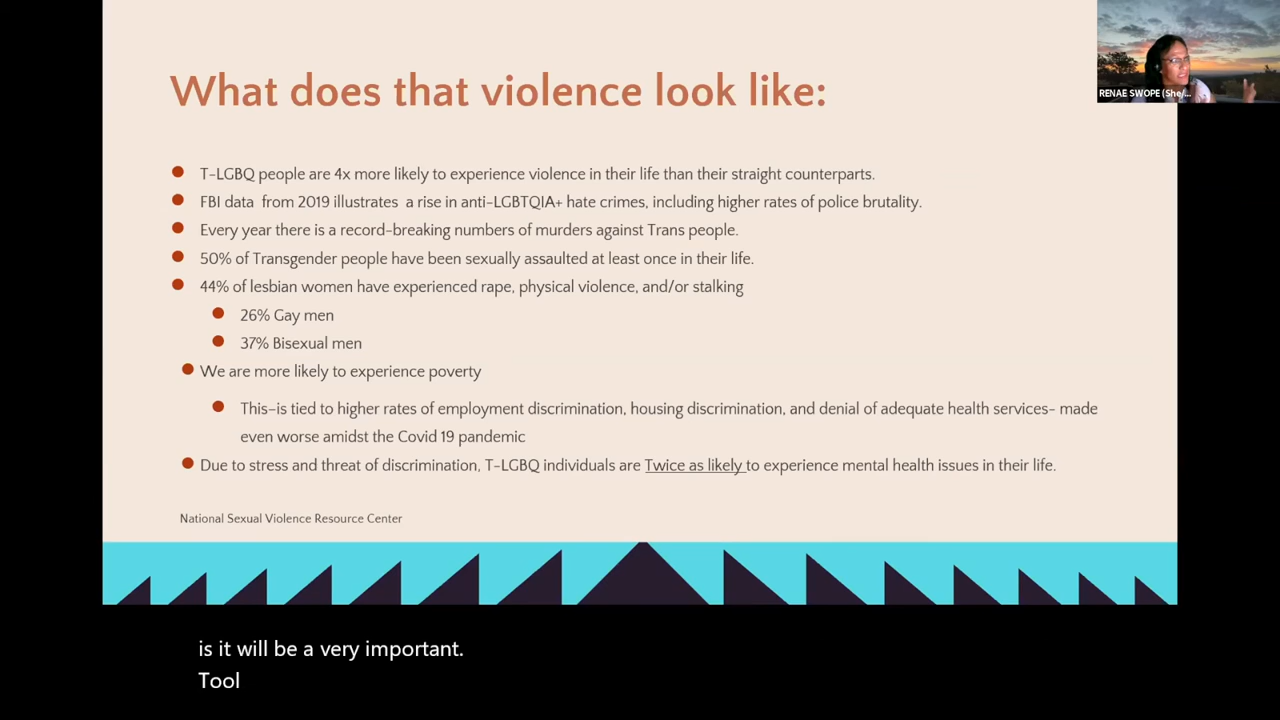 RENAE SWOPE (She/...
What does that violence look like:
T-LGBQ people are 4x more likely to experience violence in their life than their straight counterparts.
FBI data from 2019 illustrates a rise in anti-LGBTQIA+ hate crimes, including higher rates of police brutality.
Every year there is a record-breaking numbers of murders against Trans people.
50% of Transgender people have been sexually assaulted at least once in their life.
44% of lesbian women have experienced rape, physical violence, and/or stalking
26% Gay men
37% Bisexual men
We are more likely to experience poverty
This-is tied to higher rates of employment discrimination, housing discrimination, and denial of adequate health services- made
even worse amidst the Covid 19 pandemic
Due to stress and threat of discrimination, T-LGBQ individuals are Twice as likely to experience mental health issues in their life.
National Sexual Violence Resource Center
is it will be a very important.
Tool